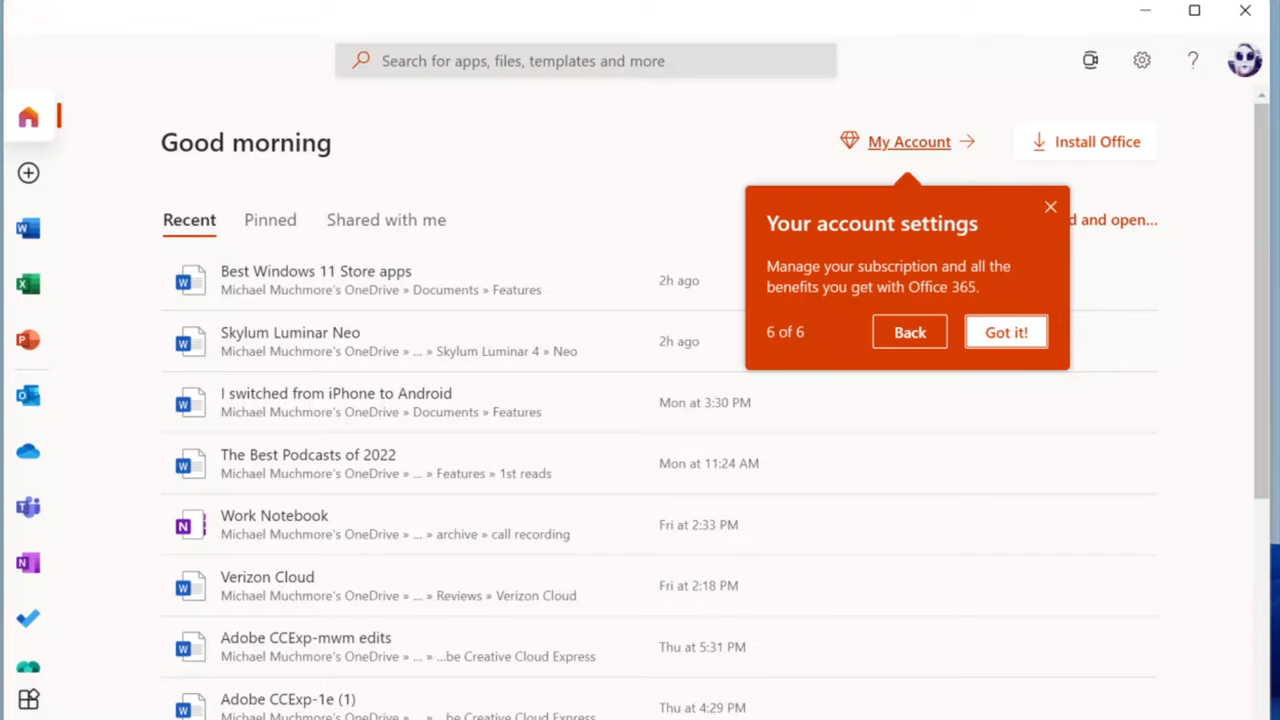 Search for apps, files, templates and more
Good morning
My Account
Install Office
Recent
Pinned
Shared with me
d and open...
Your account settings
Manage your subscription and all the
benefits you get with Office 365.
6 of 6
Back
Got it!
Best Windows 11 Store apps
Michael Muchmore's OneDrive » Documents » Features
2h ago
Skylum Luminar Neo
Michael Muchmore's OneDrive » ... » Skylum Luminar 4 » Neo
2h ago
I switched from iPhone to Android
Michael Muchmore's OneDrive » Documents » Features
Mon at 3:30 PM
The Best Podcasts of 2022
Michael Muchmore's OneDrive » ... » Features » 1st reads
Mon at 11:24 AM
Work Notebook
Michael Muchmore's OneDrive » ... » archive » call recording
Fri at 2:33 PM
Verizon Cloud
Michael Muchmore's OneDrive » ... » Reviews » Verizon Cloud
Fri at 2:18 PM
Adobe CCExp-mwm edits
Michael Muchmore's OneDrive » ... » ...be Creative Cloud Express
Thu at 5:31 PM
Adobe CCExp-1e (1)
Michael Muchmore's OneDrive » ... » ...be Creative Cloud Express
Thu at 4:29 PM